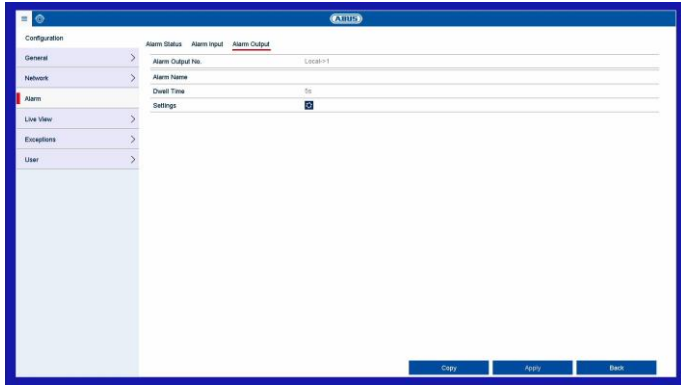 ABUS
Configuration
Alarm Status Alarm Input Alarm Output
General
Alarm Output No. Local->1
Network
Alarm Name
Alarm
Dwell Time 5s
Settings
Live View
Exceptions
User
Copy Apply Back